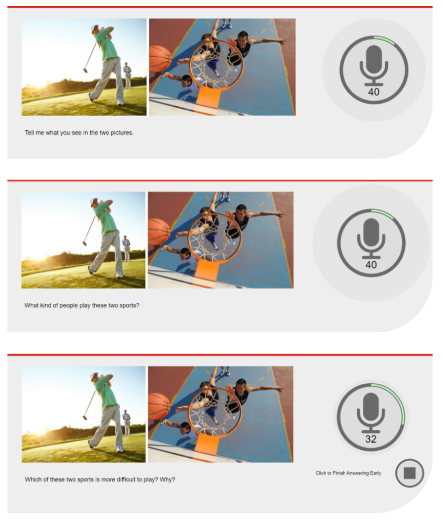 40
Tell me what you see in the two pictures.
40
What kind of people play these two sports?
32
Click to Finish Answering Early
Which of these two sports is more difficult to play? Why?